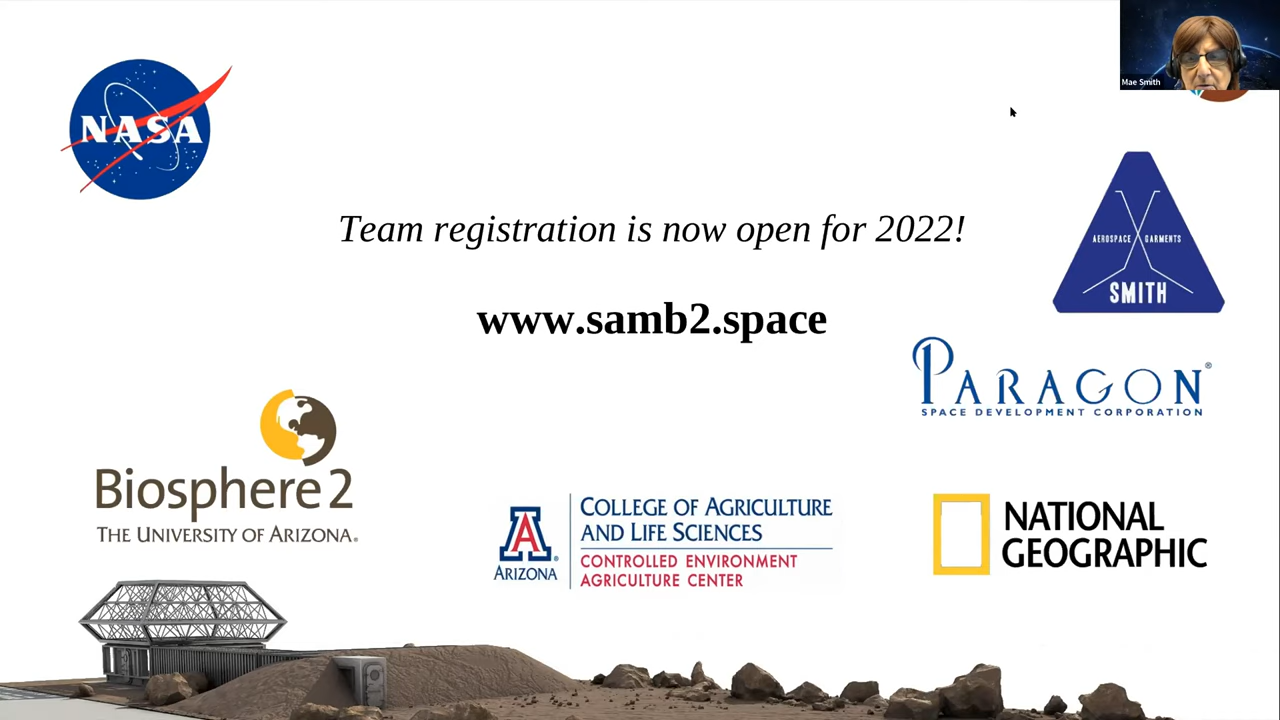 Mae Smith
NASA
Team registration is now open for 2022!
www.samb2.space
AEROSPACE GARMENTS
SMITH
PARAGON®
SPACE DEVELOPMENT CORPORATION
Biosphere 2
THE UNIVERSITY OF ARIZONA®
A
ARIZONA®
COLLEGE OF AGRICULTURE
AND LIFE SCIENCES
CONTROLLED ENVIRONMENT
AGRICULTURE CENTER
NATIONAL
GEOGRAPHIC